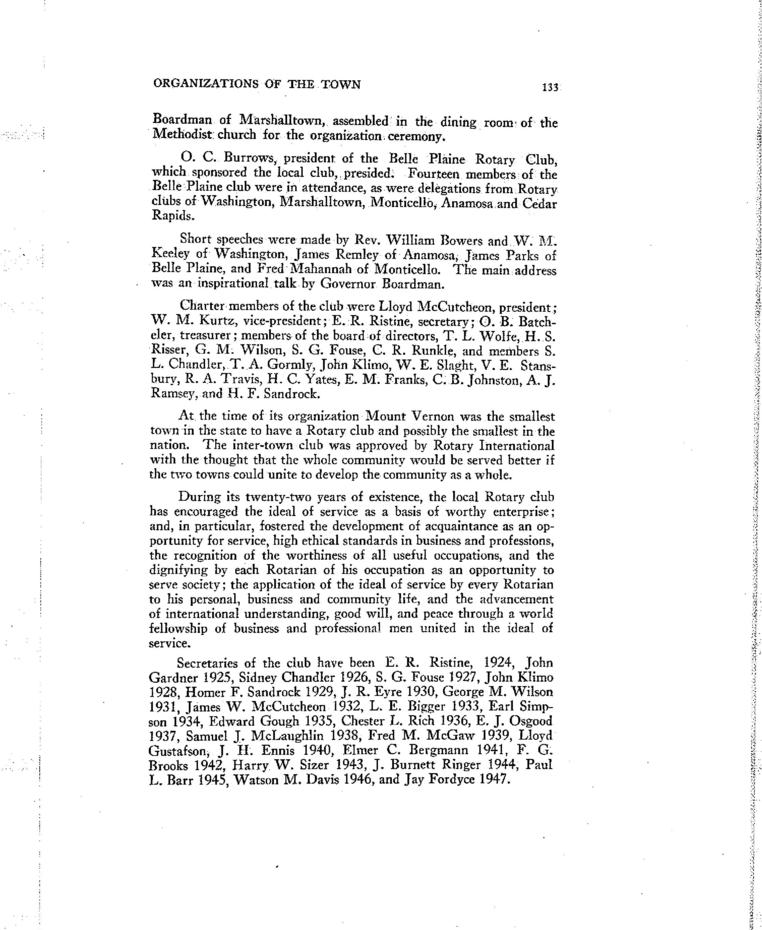 ORGANIZATIONS OF THE TOWN 133
Boardman of Marshalltown, assembled in the dining room of the
Methodist church for the organization ceremony.
O. C. Burrows, president of the Belle Plaine Rotary Club,
which sponsored the local club, presided. Fourteen members of the
Belle Plaine club were in attendance, as were delegations from Rotary
clubs of Washington, Marshalltown, Monticello, Anamosa and Cedar
Rapids.
Short speeches were made by Rev. William Bowers and W. M.
Keeley of Washington, James Remley of Anamosa, James Parks of
Belle Plaine, and Fred Mahannah of Monticello. The main address
was an inspirational talk by Governor Boardman.
Charter members of the club were Lloyd McCutcheon, president;
W. M. Kurtz, vice-president; E. R. Ristine, secretary; O. B. Batch-
eler, treasurer; members of the board of directors, T. L. Wolfe, H. S.
Risser, G. M. Wilson, S. G. Fouse, C. R. Runkle, and members S.
L. Chandler, T. A. Gormly, John Klimo, W. E. Slaght, V. E. Stans-
bury, R. A. Travis, H. C. Yates, E. M. Franks, C. B. Johnston, A. J.
Ramsey, and H. F. Sandrock.
At the time of its organization Mount Vernon was the smallest
town in the state to have a Rotary club and possibly the smallest in the
nation. The inter-town club was approved by Rotary International
with the thought that the whole community would be served better if
the two towns could unite to develop the community as a whole.
During its twenty-two years of existence, the local Rotary club
has encouraged the ideal of service as a basis of worthy enterprise;
and, in particular, fostered the development of acquaintance as an op-
portunity for service, high ethical standards in business and professions,
the recognition of the worthiness of all useful occupations, and the
dignifying by each Rotarian of his occupation as an opportunity to
serve society; the application of the ideal of service by every Rotarian
to his personal, business and community life, and the advancement
of international understanding, good will, and peace through a world
fellowship of business and professional men united in the ideal of
service.
Secretaries of the club have been E. R. Ristine, 1924, John
Gardner 1925, Sidney Chandler 1926, S. G. Fouse 1927, John Klimo
1928, Homer F. Sandrock 1929, J. R. Eyre 1930, George M. Wilson
1931, James W. McCutcheon 1932, L. E. Bigger 1933, Earl Simp-
son 1934, Edward Gough 1935, Chester L. Rich 1936, E. J. Osgood
1937, Samuel J. McLaughlin 1938, Fred M. McGaw 1939, Lloyd
Gustafson, J. H. Ennis 1940, Elmer C. Bergmann 1941, F. G.
Brooks 1942, Harry W. Sizer 1943, J. Burnett Ringer 1944, Paul
L. Barr 1945, Watson M. Davis 1946, and Jay Fordyce 1947.